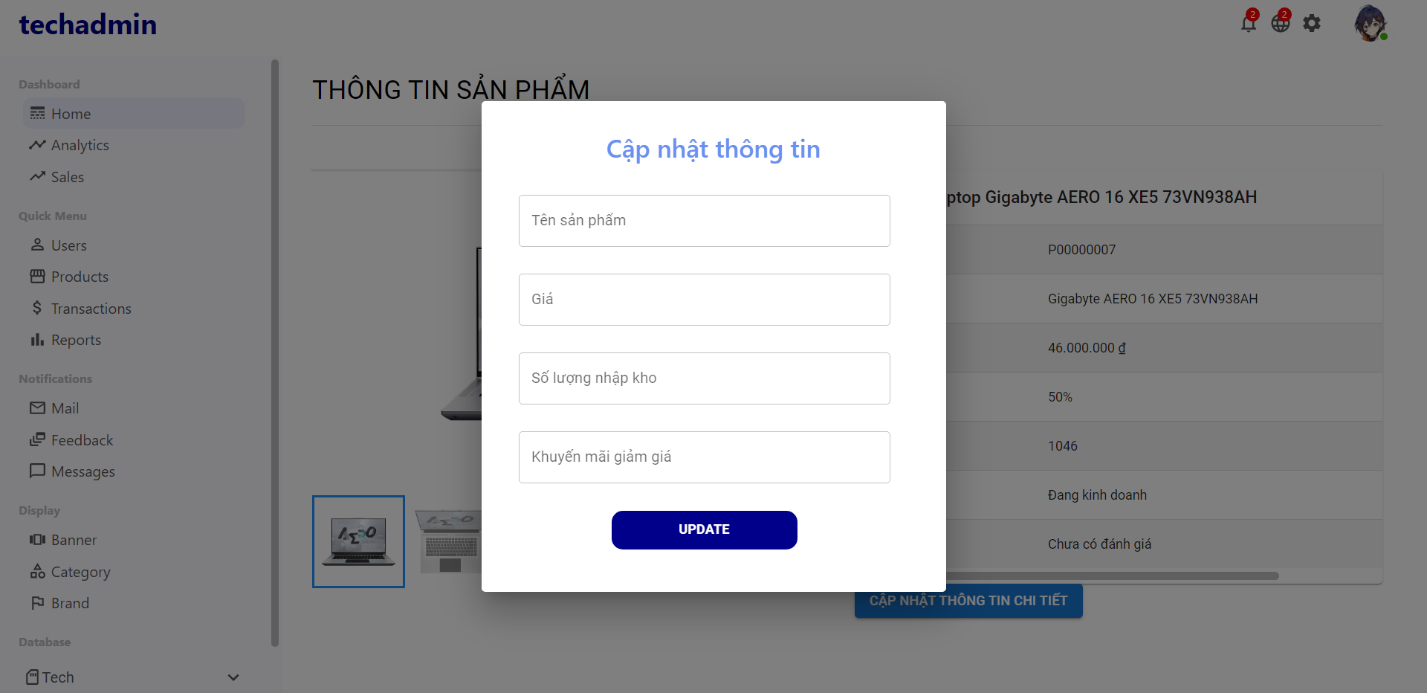 techadmin
2
2
Dashboard
Home
Analytics
Sales
Quick Menu
Users
Products
Transactions
Reports
Notifications
Mail
Feedback
Messages
Display
Banner
Category
Brand
Database
Tech
THÔNG TIN SẢN PHẨM
Cập nhật thông tin
Tên sản phẩm
Giá
Số lượng nhập kho
Khuyến mãi giảm giá
UPDATE
Gigabyte AERO 16 XE5 73VN938AH
P00000007
Gigabyte AERO 16 XE5 73VN938AH
46.000.000 ₫
50%
1046
Đang kinh doanh
Chưa có đánh giá
CẬP NHẬT THÔNG TIN CHI TIẾT